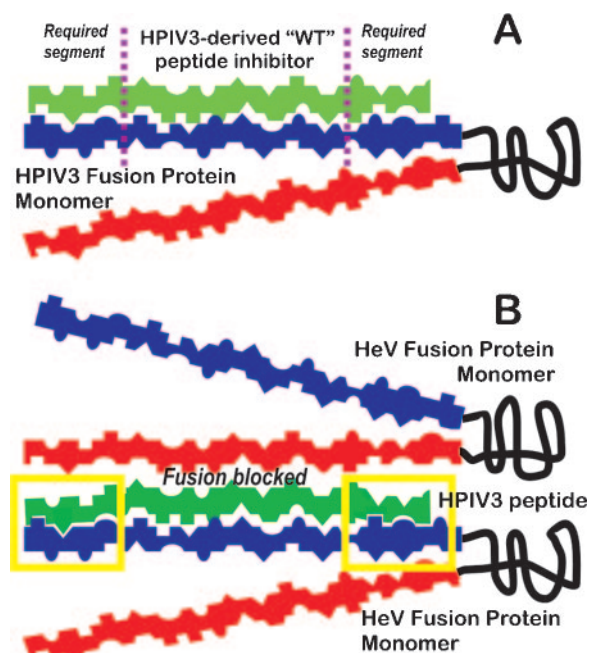 A
Required
segment
HPIV3-derived “WT”
peptide inhibitor
Required
segment
HPIV3 Fusion Protein
Monomer
B
HeV Fusion Protein
Monomer
Fusion blocked
HPIV3 peptide
HeV Fusion Protein
Monomer